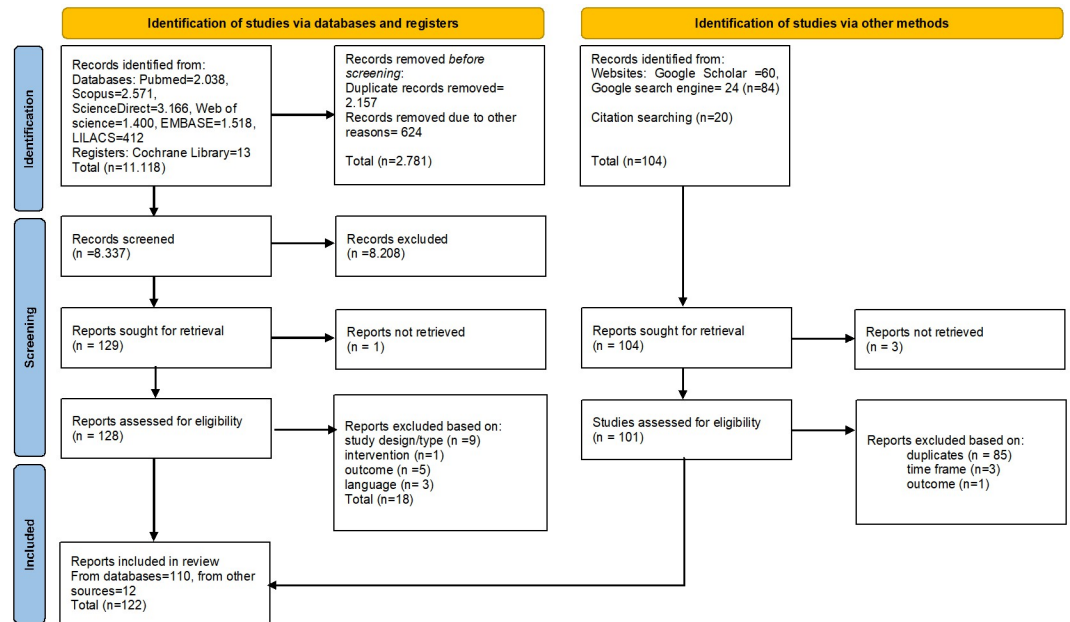 Identification of studies via databases and registers
Identification of studies via other methods
Identification
Records identified from:
Databases: Pubmed=2.038,
Scopus=2.571,
ScienceDirect=3.166, Web of
science=1.400, EMBASE=1.518,
LILACS=412
Registers: Cochrane Library=13
Total (n=11.118)
Records removed before
screening:
Duplicate records removed=
2.157
Records removed due to other
reasons= 624
Total (n=2.781)
Records identified from:
Websites: Google Scholar =60,
Google search engine= 24 (n=84)
Citation searching (n=20)
Total (n=104)
Screening
Records screened
(n =8.337)
Records excluded
(n =8.208)
Reports sought for retrieval
(n = 129)
Reports not retrieved
(n = 1)
Reports sought for retrieval
(n = 104)
Reports not retrieved
(n = 3)
Reports assessed for eligibility
(n = 128)
Reports excluded based on:
study design/type (n =9)
intervention (n=1)
outcome (n =5)
language (n= 3)
Total (n=18)
Studies assessed for eligibility
(n = 101)
Reports excluded based on:
duplicates (n = 85)
time frame (n=3)
outcome (n=1)
Included
Reports included in review
From databases=110, from other
sources=12
Total (n=122)